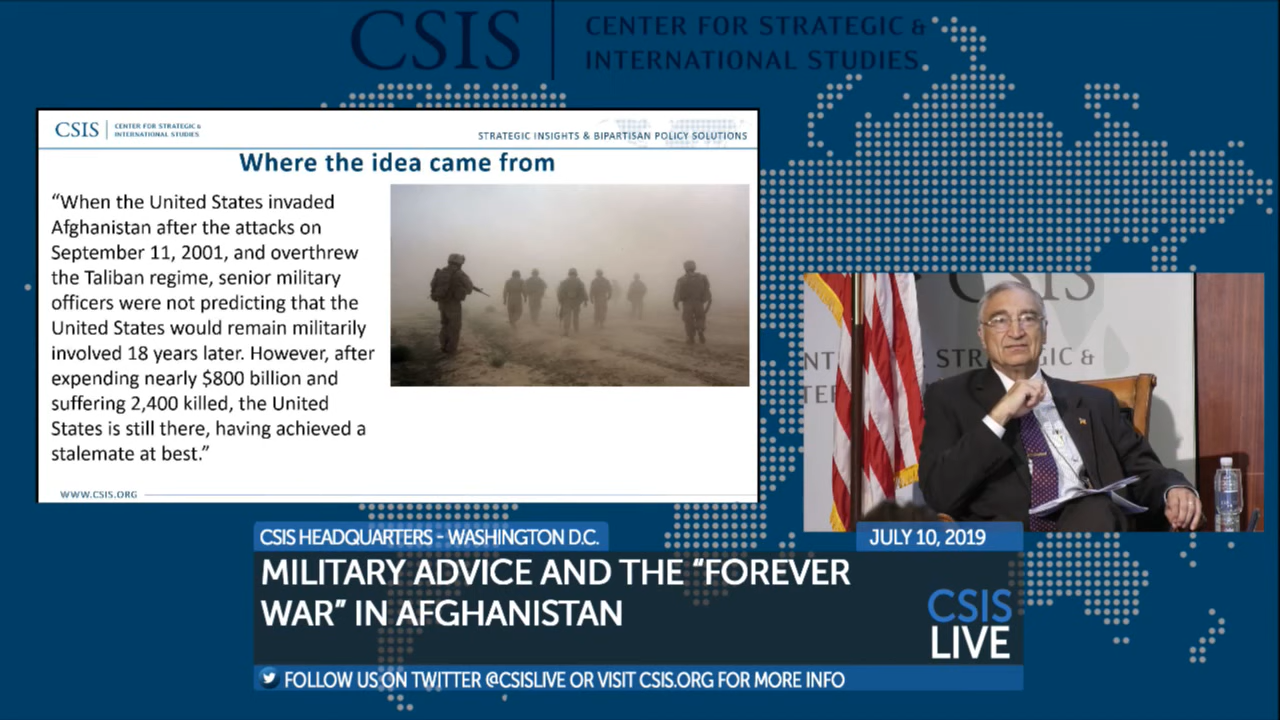 CSIS
CENTER FOR STRATEGIC &
INTERNATIONAL STUDIES
CSIS
CENTER FOR STRATEGIC &
INTERNATIONAL STUDIES
STRATEGIC INSIGHTS & BIPARTISAN POLICY SOLUTIONS
Where the idea came from
“When the United States invaded
Afghanistan after the attacks on
September 11, 2001, and overthrew
the Taliban regime, senior military
officers were not predicting that the
United States would remain militarily
involved 18 years later. However, after
expending nearly $800 billion and
suffering 2,400 killed, the United
States is still there, having achieved a
stalemate at best.”
WWW.CSIS.ORG
CSIS
CSIS HEADQUARTERS - WASHINGTON D.C.
JULY 10, 2019
MILITARY ADVICE AND THE “FOREVER
WAR” IN AFGHANISTAN
CSIS
LIVE
FOLLOW US ON TWITTER @CSISLIVE OR VISIT CSIS.ORG FOR MORE INFO